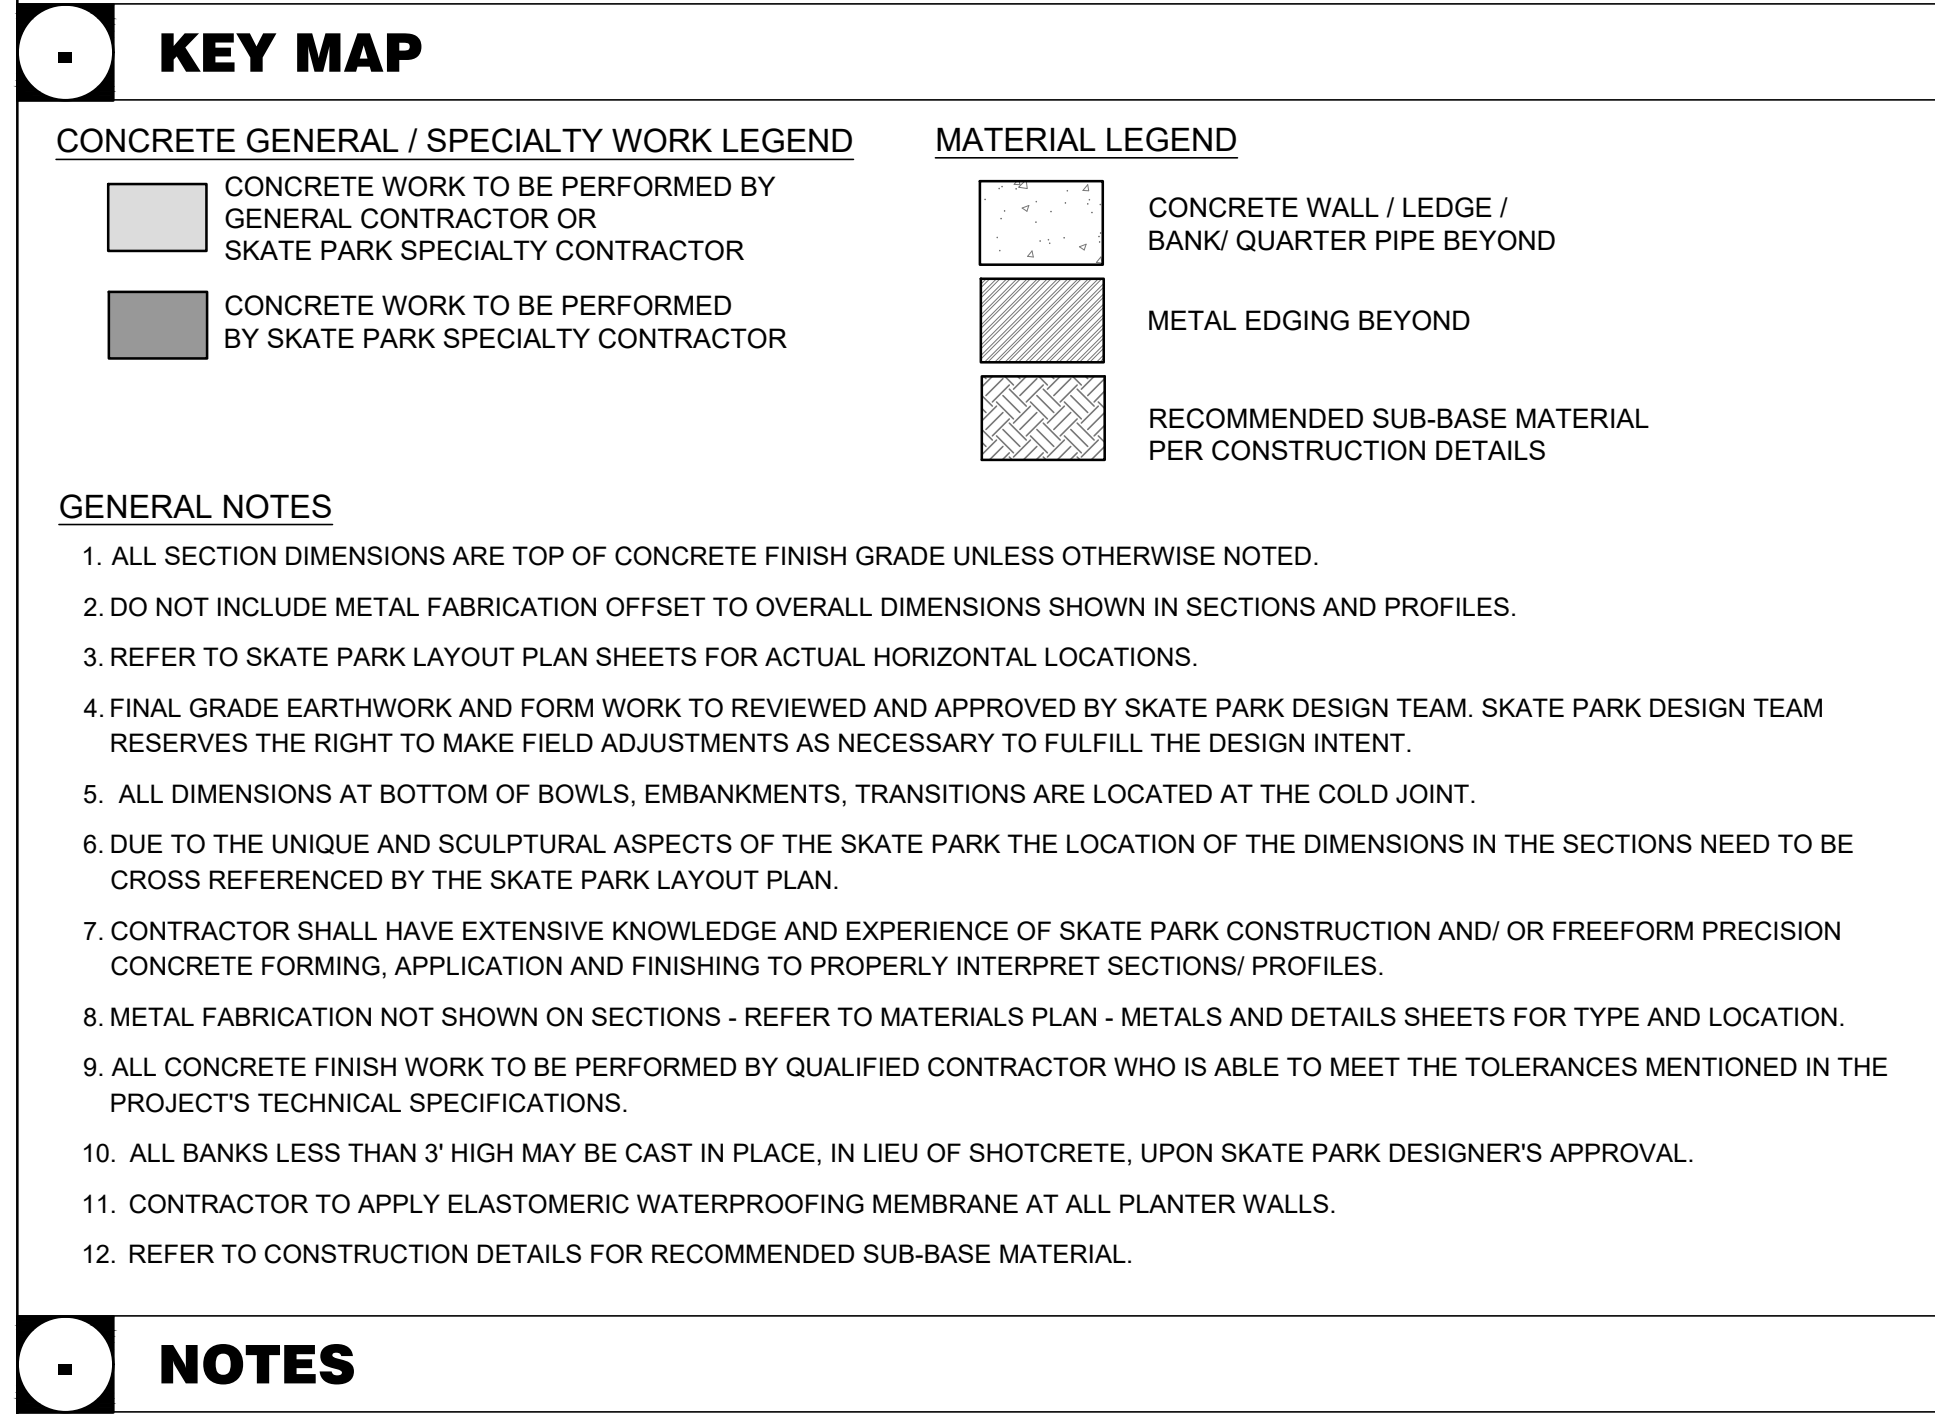 - KEY MAP
CONCRETE GENERAL / SPECIALTY WORK LEGEND
CONCRETE WORK TO BE PERFORMED BY
GENERAL CONTRACTOR OR
SKATE PARK SPECIALTY CONTRACTOR
CONCRETE WORK TO BE PERFORMED
BY SKATE PARK SPECIALTY CONTRACTOR
MATERIAL LEGEND
CONCRETE WALL / LEDGE /
BANK/ QUARTER PIPE BEYOND
METAL EDGING BEYOND
RECOMMENDED SUB-BASE MATERIAL
PER CONSTRUCTION DETAILS
GENERAL NOTES
1. ALL SECTION DIMENSIONS ARE TOP OF CONCRETE FINISH GRADE UNLESS OTHERWISE NOTED.
2. DO NOT INCLUDE METAL FABRICATION OFFSET TO OVERALL DIMENSIONS SHOWN IN SECTIONS AND PROFILES.
3. REFER TO SKATE PARK LAYOUT PLAN SHEETS FOR ACTUAL HORIZONTAL LOCATIONS.
4. FINAL GRADE EARTHWORK AND FORM WORK TO REVIEWED AND APPROVED BY SKATE PARK DESIGN TEAM. SKATE PARK DESIGN TEAM
RESERVES THE RIGHT TO MAKE FIELD ADJUSTMENTS AS NECESSARY TO FULFILL THE DESIGN INTENT.
5. ALL DIMENSIONS AT BOTTOM OF BOWLS, EMBANKMENTS, TRANSITIONS ARE LOCATED AT THE COLD JOINT.
6. DUE TO THE UNIQUE AND SCULPTURAL ASPECTS OF THE SKATE PARK THE LOCATION OF THE DIMENSIONS IN THE SECTIONS NEED TO BE
CROSS REFERENCED BY THE SKATE PARK LAYOUT PLAN.
7. CONTRACTOR SHALL HAVE EXTENSIVE KNOWLEDGE AND EXPERIENCE OF SKATE PARK CONSTRUCTION AND/ OR FREEFORM PRECISION
CONCRETE FORMING, APPLICATION AND FINISHING TO PROPERLY INTERPRET SECTIONS/ PROFILES.
8. METAL FABRICATION NOT SHOWN ON SECTIONS - REFER TO MATERIALS PLAN - METALS AND DETAILS SHEETS FOR TYPE AND LOCATION.
9. ALL CONCRETE FINISH WORK TO BE PERFORMED BY QUALIFIED CONTRACTOR WHO IS ABLE TO MEET THE TOLERANCES MENTIONED IN THE
PROJECT'S TECHNICAL SPECIFICATIONS.
10. ALL BANKS LESS THAN 3' HIGH MAY BE CAST IN PLACE, IN LIEU OF SHOTCRETE, UPON SKATE PARK DESIGNER'S APPROVAL.
11. CONTRACTOR TO APPLY ELASTOMERIC WATERPROOFING MEMBRANE AT ALL PLANTER WALLS.
12. REFER TO CONSTRUCTION DETAILS FOR RECOMMENDED SUB-BASE MATERIAL.
- NOTES